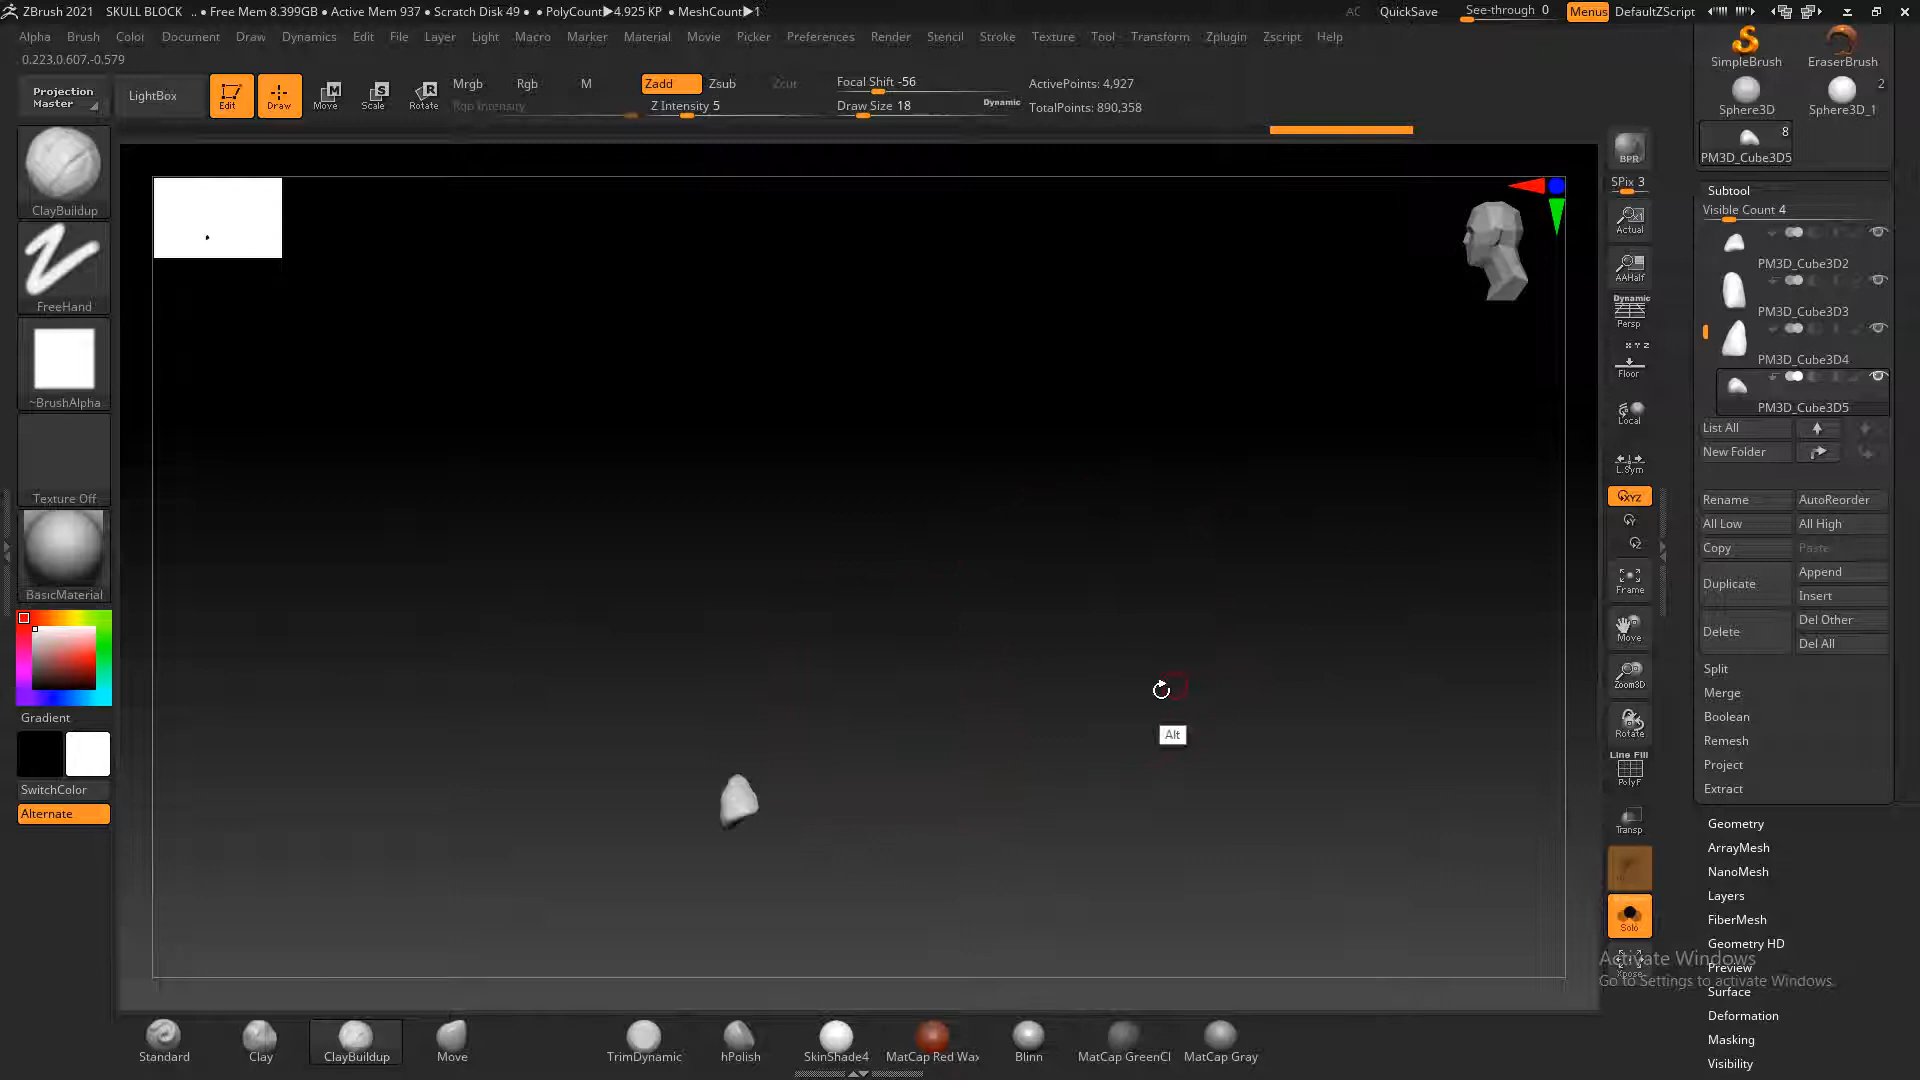 ZBrush 2021 SKULL BLOCK .. • Free Mem 8.399GB • Active Mem 937 • Scratch Disk 49 • PolyCount▶4.925 KP • MeshCount▶1 AC QuickSave See-through 0 Menus DefaultZScript
Alpha Brush Color Document Draw Dynamics Edit File Layer Light Macro Marker Material Movie Picker Preferences Render Stencil Stroke Texture Tool Transform Zplugin Zscript Help
0.223,0.607,-0.579
Projection Master
LightBox
Edit
Draw
Move
Scale
Rotate
Mrgb Rgb M
Rgb Intensity
Zadd Zsub Zcut
Z Intensity 5
Focal Shift -56
Draw Size 18
Dynamic
ActivePoints: 4,927
TotalPoints: 890,358
ClayBuildup
FreeHand
~BrushAlpha
Texture Off
BasicMaterial
Gradient
SwitchColor
Alternate
Alt
BPR
SPix 3
Actual
AAHalf
Dynamic
Persp
X Y Z
Floor
Local
L.Sym
XYZ
Y
Z
Frame
Move
Zoom3D
Rotate
Line Fill
PolyF
Transp
Solo
Xpose
SimpleBrush EraserBrush
2
Sphere3D Sphere3D_1
8
PM3D_Cube3D5
Subtool
Visible Count 4
PM3D_Cube3D2
PM3D_Cube3D3
PM3D_Cube3D4
PM3D_Cube3D5
List All
New Folder
Rename AutoReorder
All Low All High
Copy Paste
Duplicate Append
Insert
Delete Del Other
Del All
Split
Merge
Boolean
Remesh
Project
Extract
Geometry
ArrayMesh
NanoMesh
Layers
FiberMesh
Geometry HD
Activate Windows
Preview
Go to Settings to activate Windows.
Surface
Deformation
Masking
Visibility
Standard Clay ClayBuildup Move TrimDynamic hPolish SkinShade4 MatCap Red Wax Blinn MatCap GreenCl MatCap Gray